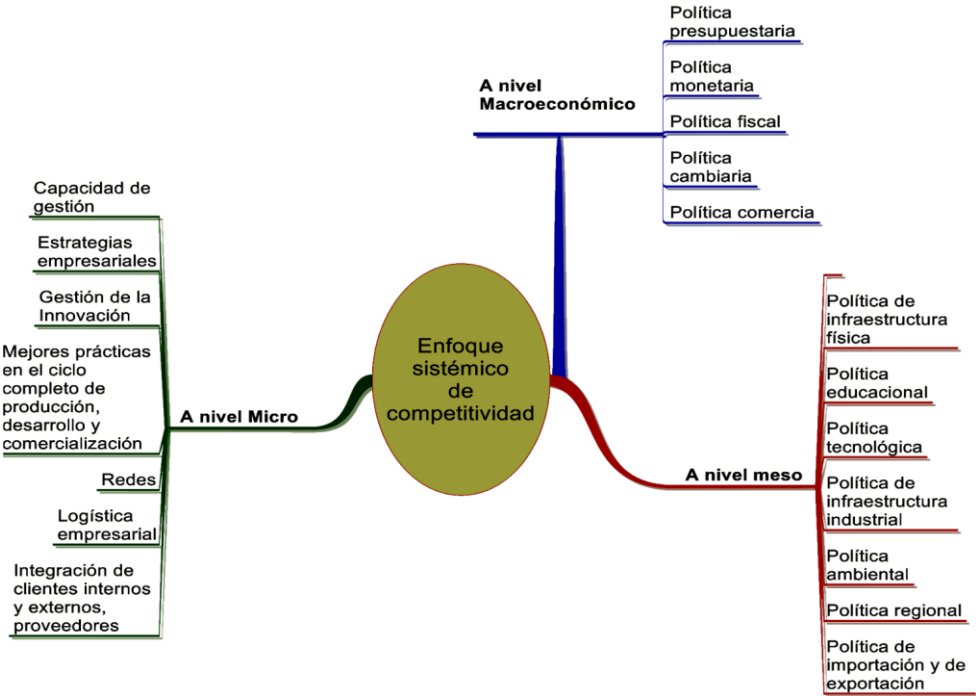 Política
presupuestaria
Política
monetaria
A nivel
Macroeconómico
Política fiscal
Política
cambiaria
Política comercia
Capacidad de
gestión
Estrategias
empresariales
Gestión de la
Innovación
Mejores prácticas
en el ciclo
completo de
producción,
desarrollo y
comercialización
A nivel Micro
Redes
Logística
empresarial
Integración de
clientes internos
y externos,
proveedores
Enfoque
sistémico
de
competitividad
A nivel meso
Política de
infraestructura
física
Política
educacional
Política
tecnológica
Política de
infraestructura
industrial
Política
ambiental
Política regional
Política de
importación y de
exportación